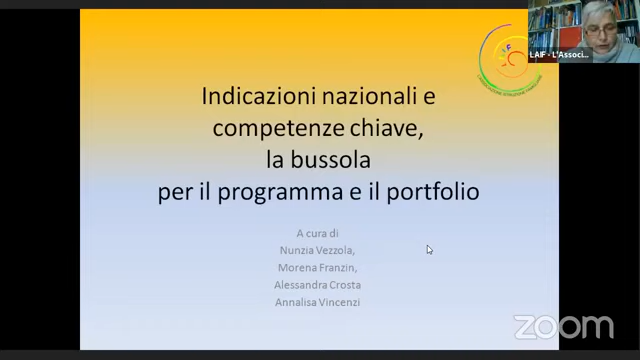 LAIF - L'Associ...
Indicazioni nazionali e
competenze chiave,
la bussola
per il programma e il portfolio
A cura di
Nunzia Vezzola,
Morena Franzin,
Alessandra Crosta
Annalisa Vincenzi
zoom